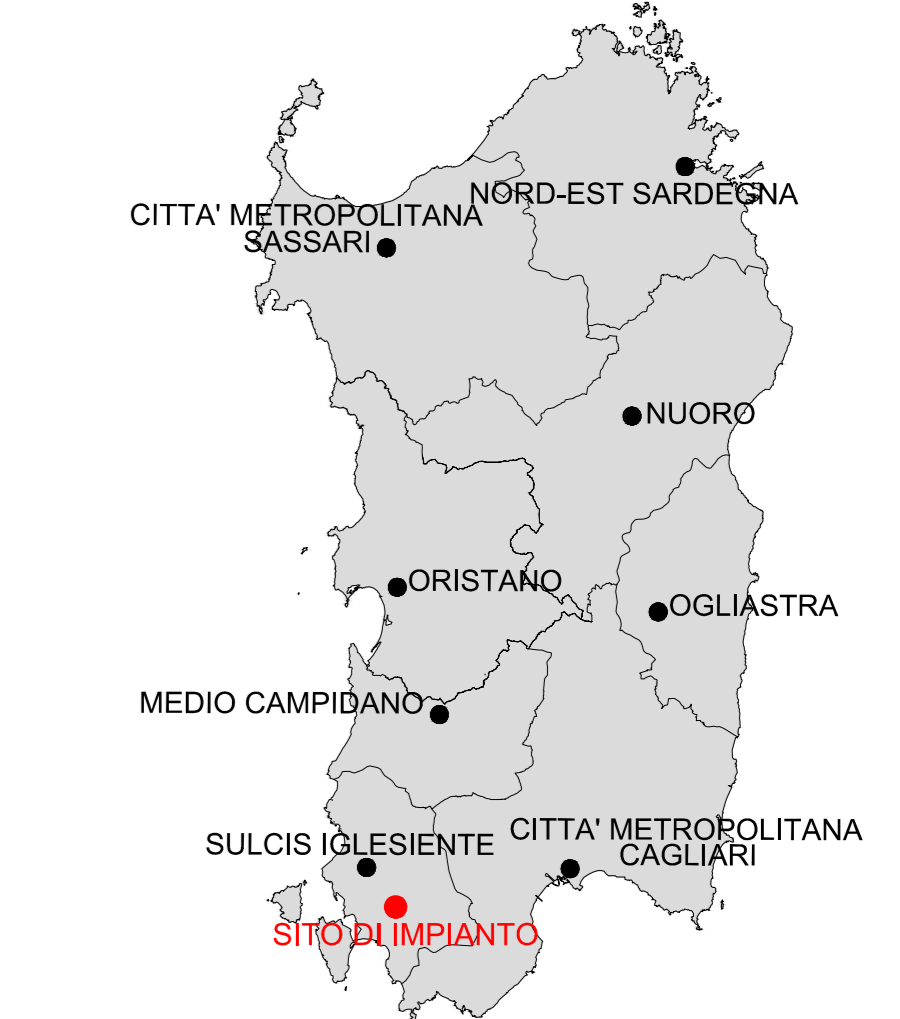 NORD-EST SARDEGNA
CITTA' METROPOLITANA
SASSARI
NUORO
ORISTANO
OGLIASTRA
MEDIO CAMPIDANO
CITTA' METROPOLITANA
CAGLIARI
SULCIS IGLESIENTE
SITO DI IMPIANTO